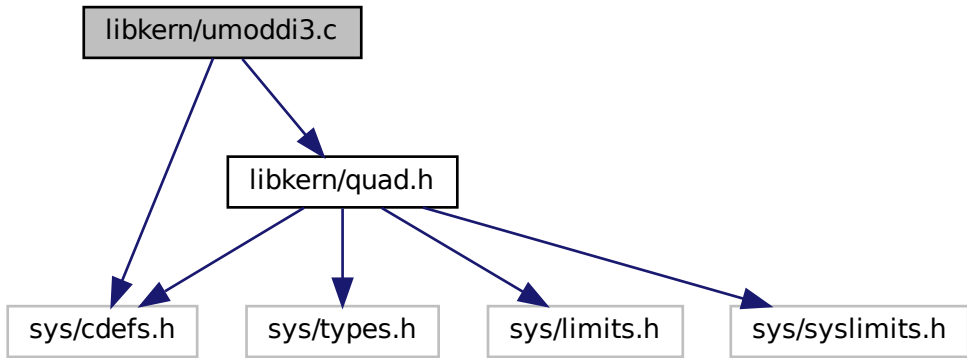 libkern/umoddi3.c
libkern/quad.h
sys/cdefs.h
sys/types.h
sys/limits.h
sys/syslimits.h